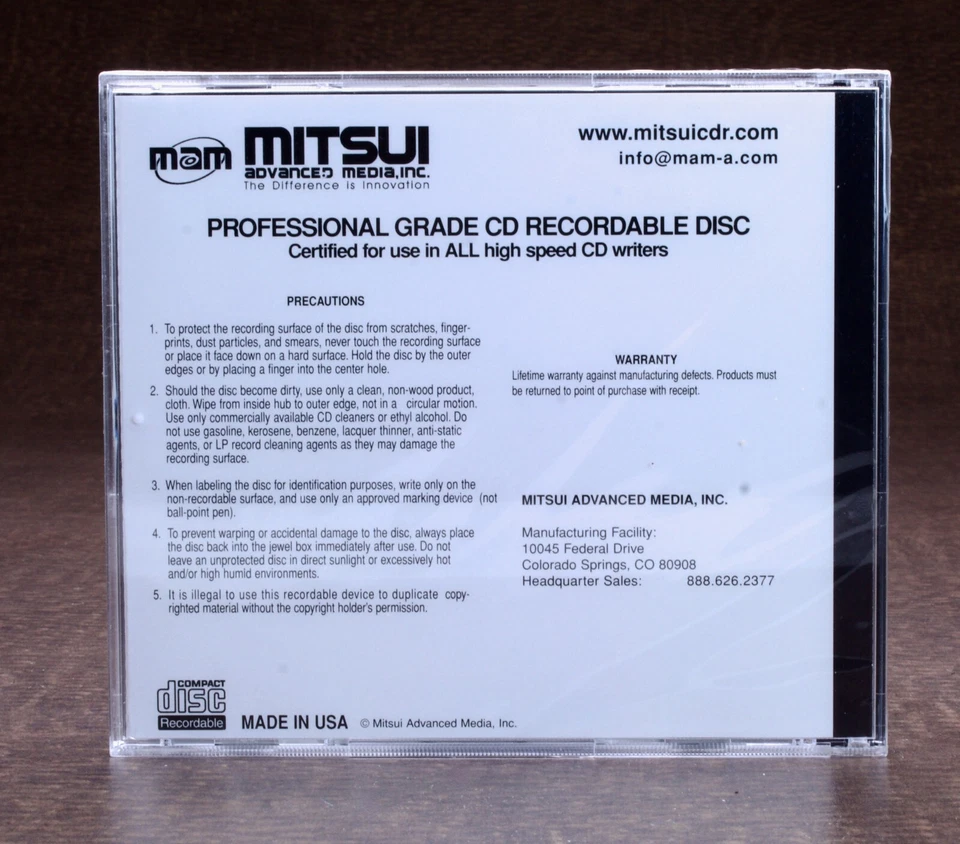 mam MITSUI
ADVANCED MEDIA, INC.
The Difference is Innovation
www.mitsuicdr.com
info@mam-a.com
PROFESSIONAL GRADE CD RECORDABLE DISC
Certified for use in ALL high speed CD writers
PRECAUTIONS
1. To protect the recording surface of the disc from scratches, finger-
prints, dust particles, and smears, never touch the recording surface
or place it face down on a hard surface. Hold the disc by the outer
edges or by placing a finger into the center hole.
2. Should the disc become dirty, use only a clean, non-wood product,
cloth. Wipe from inside hub to outer edge, not in a circular motion.
Use only commercially available CD cleaners or ethyl alcohol. Do
not use gasoline, kerosene, benzene, lacquer thinner, anti-static
agents, or LP record cleaning agents as they may damage the
recording surface.
3. When labeling the disc for identification purposes, write only on the
non-recordable surface, and use only an approved marking device (not
ball-point pen).
4. To prevent warping or accidental damage to the disc, always place
the disc back into the jewel box immediately after use. Do not
leave an unprotected disc in direct sunlight or excessively hot
and/or high humid environments.
5. It is illegal to use this recordable device to duplicate copy-
righted material without the copyright holder's permission.
WARRANTY
Lifetime warranty against manufacturing defects. Products must
be returned to point of purchase with receipt.
MITSUI ADVANCED MEDIA, INC.
Manufacturing Facility:
10045 Federal Drive
Colorado Springs, CO 80908
Headquarter Sales: 888.626.2377
COMPACT
disc
Recordable
MADE IN USA © Mitsui Advanced Media, Inc.